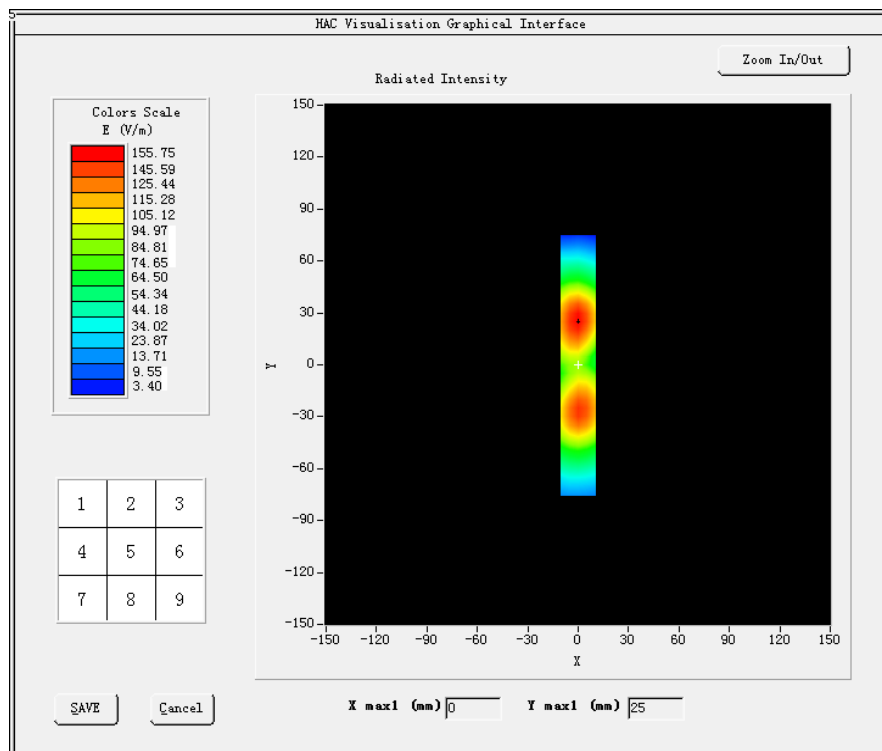 5
HAC Visualisation Graphical Interface
Zoom In/Out
Radiated Intensity
Colors Scale
E (V/m)
155.75
145.59
125.44
115.28
105.12
94.97
84.81
74.65
64.50
54.34
44.18
34.02
23.87
13.71
9.55
3.40
150
120
90
60
30
0
-30
-60
-90
-120
-150
Y
-150 -120 -90 -60 -30 0 30 60 90 120 150
X
1 2 3
4 5 6
7 8 9
SAVE Cancel
X max1 (mm) 0 Y max1 (mm) 25